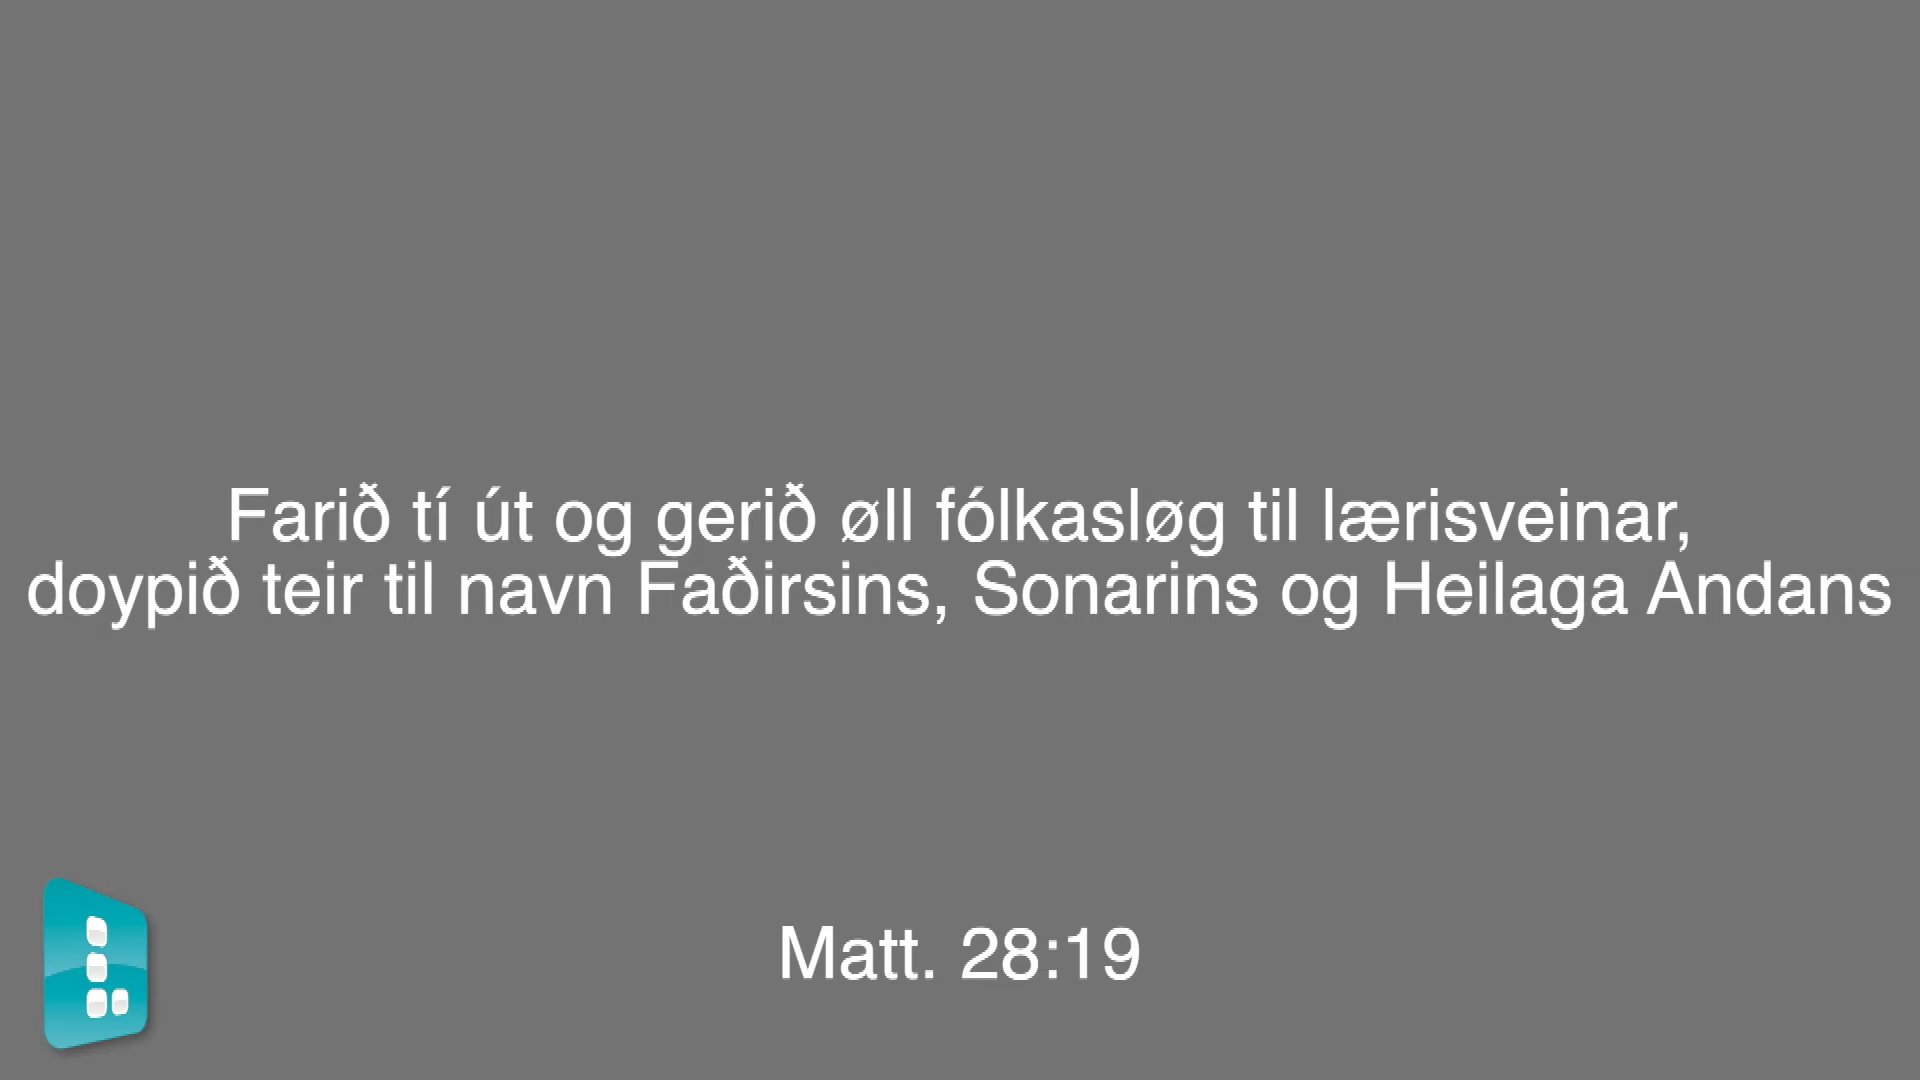 Farið tí út og gerið øll fólkasløg til lærisveinar,
doypið teir til navn Faðirsins, Sonarins og Heilaga Andans
Matt. 28:19